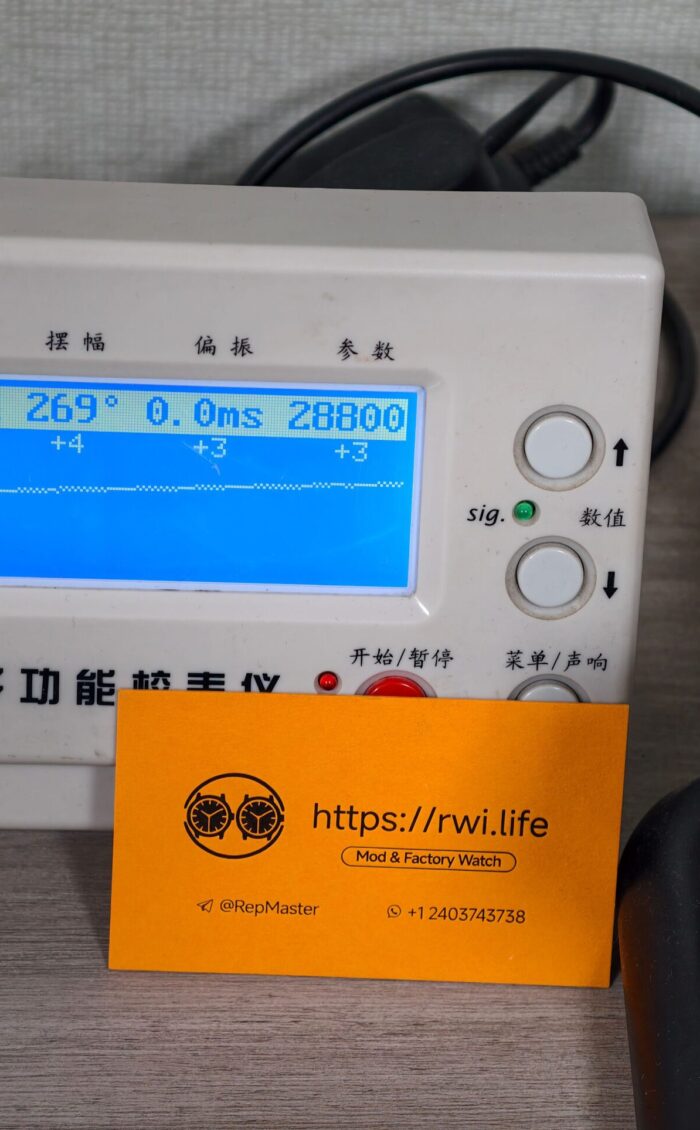 摆幅 偏振 参数
269° 0.0ms 28800
+4 +3 +3
sig. 数值
开始/暂停 菜单/声响
功能校表仪
https://rwi.life
Mod & Factory Watch
@RepMaster +1 2403743738